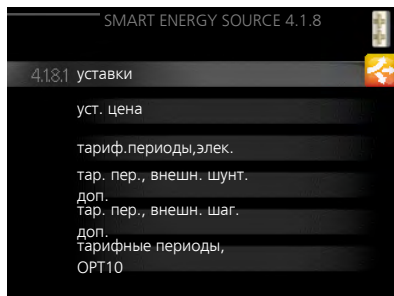 SMART ENERGY SOURCE 4.1.8
4.1.8.1 уставки
уст. цена
тариф.периоды,элек.
тар. пер., внешн. шунт.
доп.
тар. пер., внешн. шаг.
доп.
тарифные периоды,
OPT10